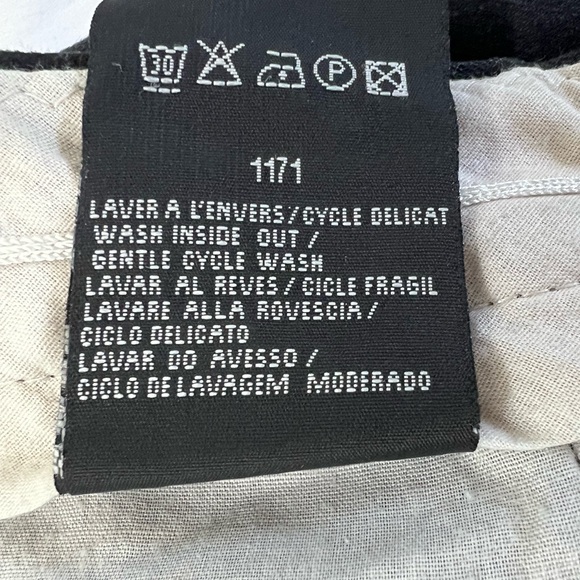 30 P
1171
LAVER A L'ENVERS / CYCLE DELICAT
WASH INSIDE OUT /
GENTLE CYCLE WASH
LAVAR AL REVES / CICLE FRAGIL
LAVARE ALLA ROVESCIA /
CICLO DELICATO
LAVAR DO AVESSO /
CICLO DE LAVAGEM MODERADO